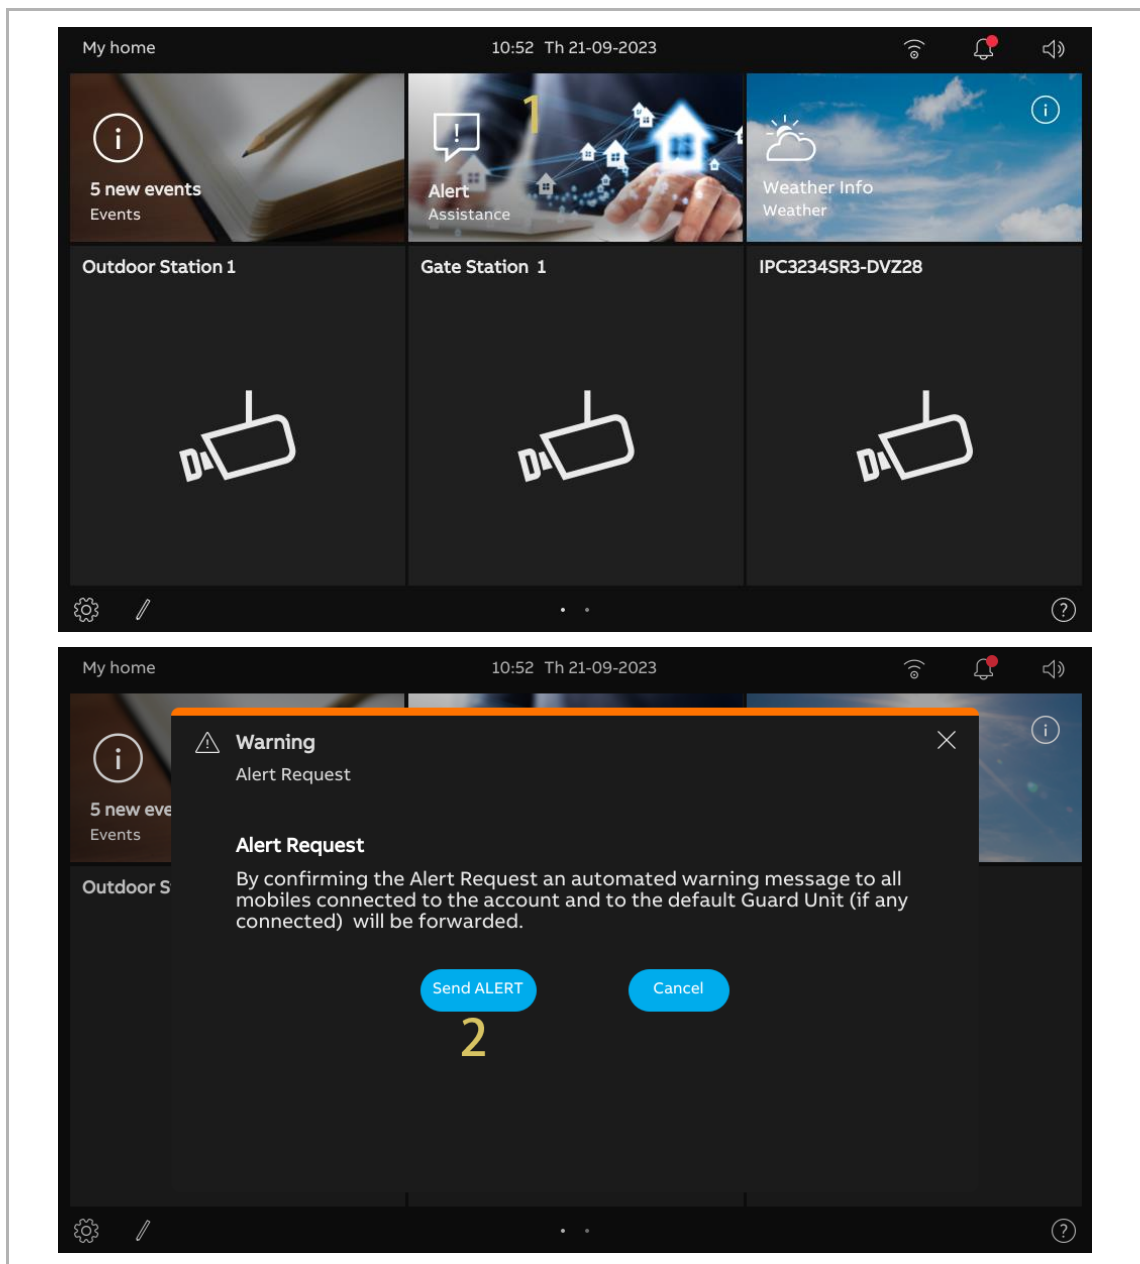 My home
10:52 Th 21-09-2023
1
5 new events
Events
Alert
Assistance
Weather Info
Weather
Outdoor Station 1
Gate Station 1
IPC3234SR3-DVZ28
My home
10:52 Th 21-09-2023
5 new eve
Events
Outdoor S
Warning
Alert Request
Alert Request
By confirming the Alert Request an automated warning message to all
mobiles connected to the account and to the default Guard Unit (if any
connected) will be forwarded.
Send ALERT
Cancel
2